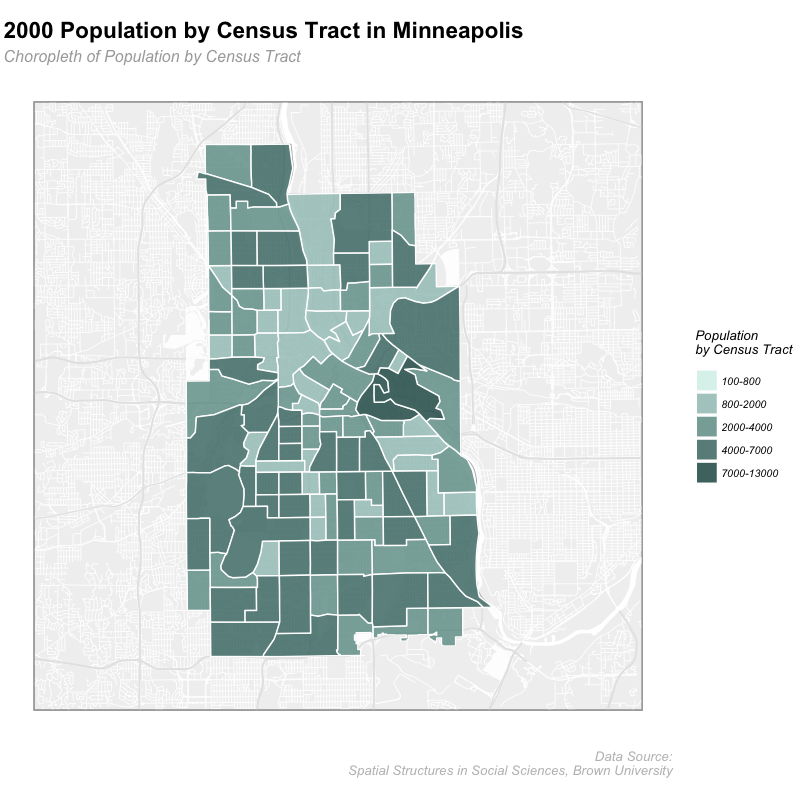 2000 Population by Census Tract in Minneapolis
Choropleth of Population by Census Tract
Population
by Census Tract
100-800
800-2000
2000-4000
4000-7000
7000-13000
Data Source:
Spatial Structures in Social Sciences, Brown University